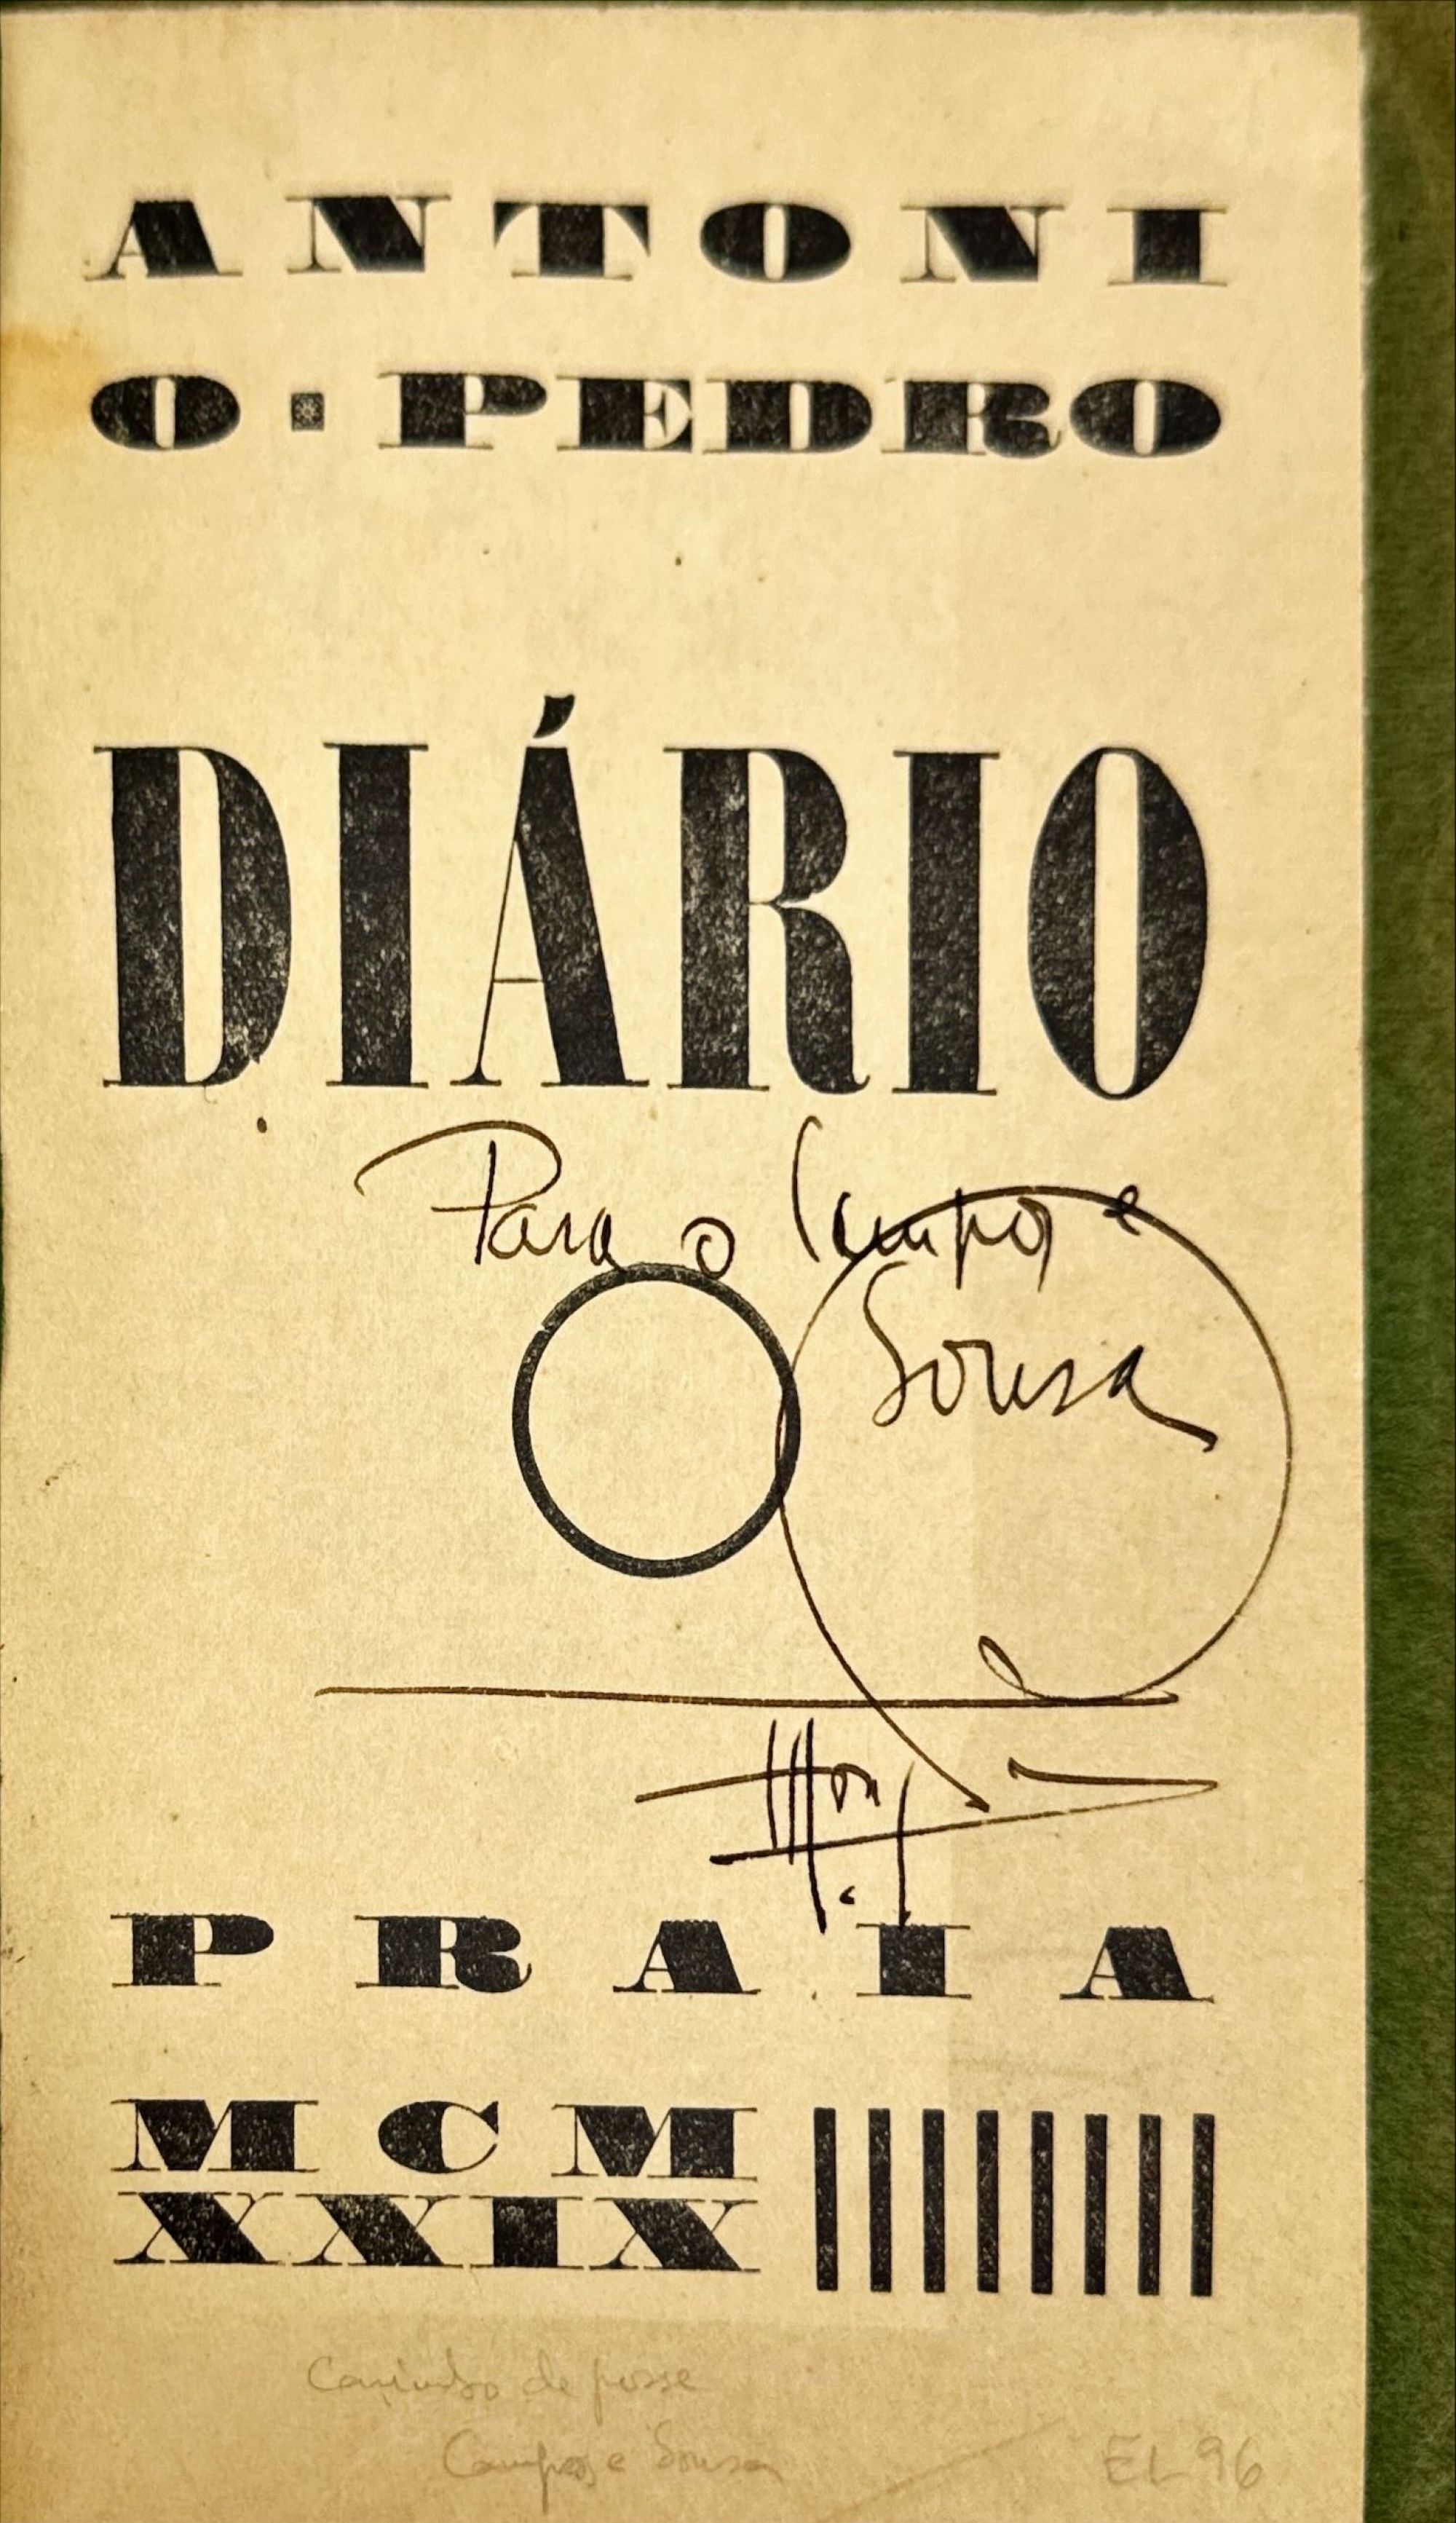 ANTONI
O ▪ PEDRO
DIÁRIO
Para o Campos e
Sousa
PRAIA
MCM
XXIX
Carimbo de posse
Campos e Sousa
EL 96